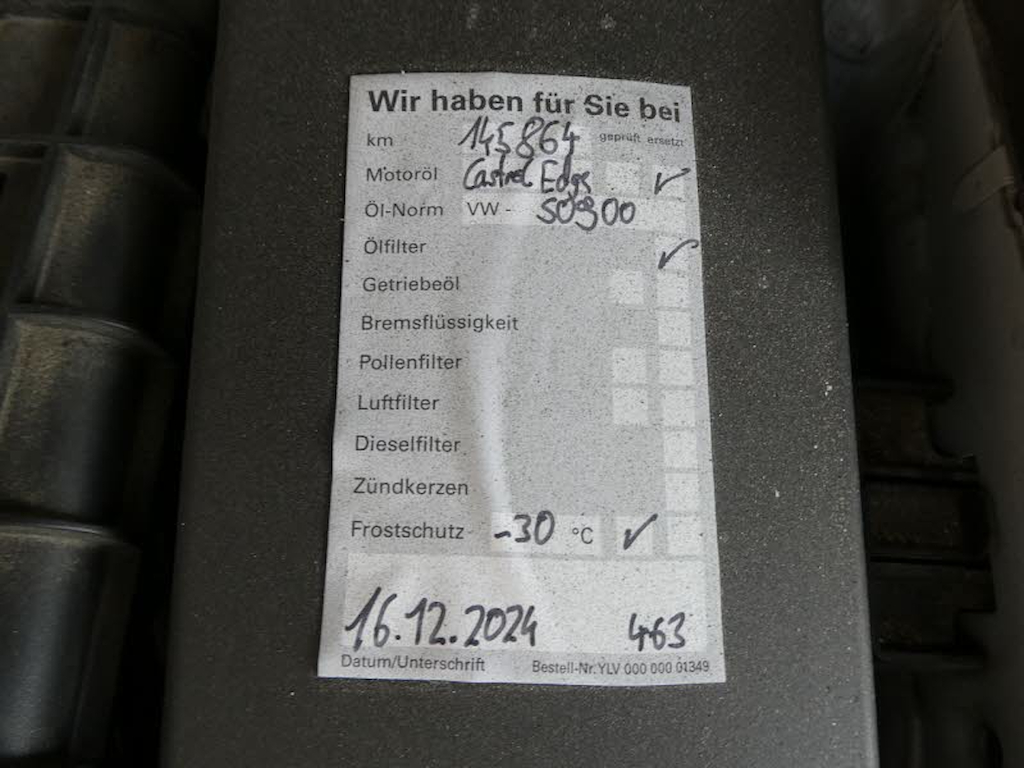 Wir haben für Sie bei
km 145864 geprüft ersetzt
Motoröl Castrol Edge ✓
Öl-Norm VW - 50900
Ölfilter ✓
Getriebeöl
Bremsflüssigkeit
Pollenfilter
Luftfilter
Dieselfilter
Zündkerzen
Frostschutz -30 °C ✓
16.12.2024 463
Datum/Unterschrift Bestell-Nr. YLV 000 000 01349